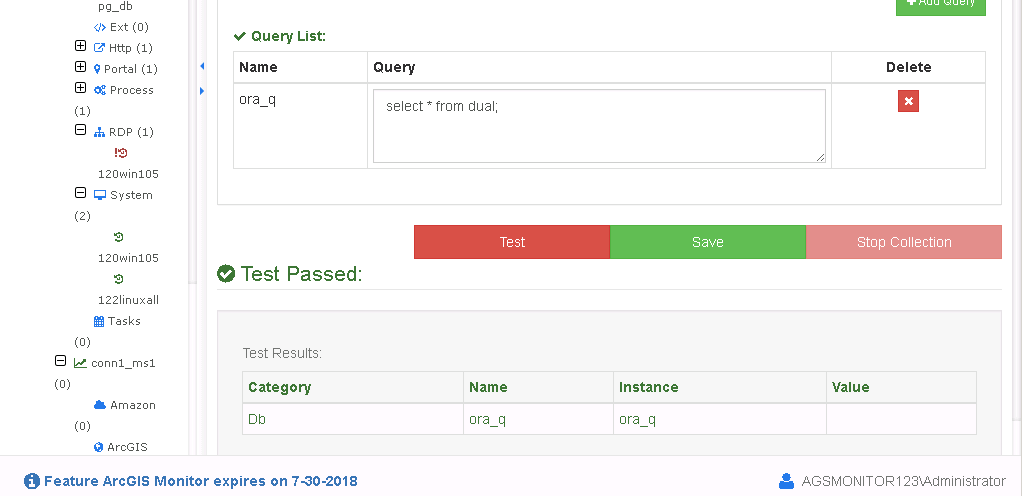 pg_db
Ext (0)
Http (1)
Portal (1)
Process
(1)
RDP (1)
120win105
System
(2)
120win105
122linuxall
Tasks
(0)
conn1_ms1
(0)
Amazon
(0)
ArcGIS
Add Query
Query List:
Name Query Delete
ora_q select * from dual;
Test Save Stop Collection
Test Passed:
Test Results:
Category Name Instance Value
Db ora_q ora_q
Feature ArcGIS Monitor expires on 7-30-2018
AGSMONITOR123\Administrator